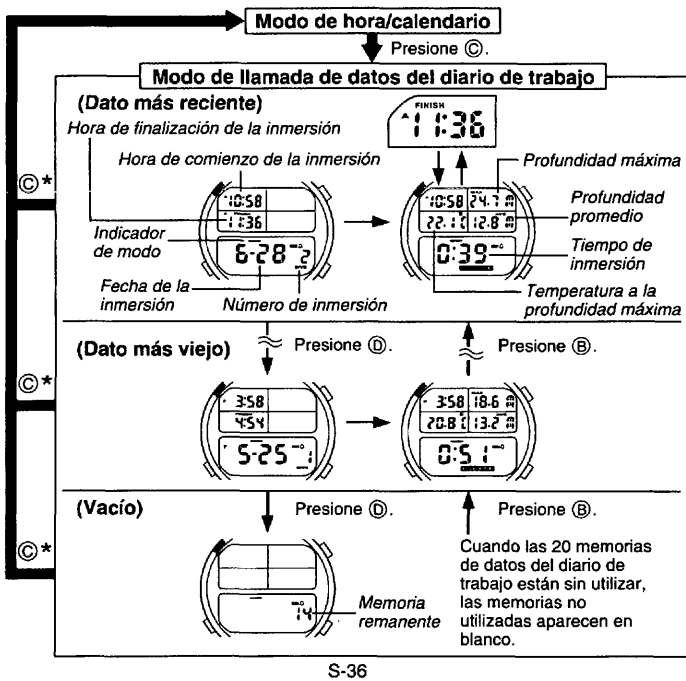 Modo de hora/calendario
Presione Ⓒ.
Modo de llamada de datos del diario de trabajo
(Dato más reciente)
Hora de finalización de la inmersión
Hora de comienzo de la inmersión
FINISH
A 11:36
Ⓒ*
10:58
11:36
6-28 2
10:58 24.7 M
22.1C 12.8 M
0:39
Profundidad máxima
Profundidad
promedio
Tiempo de
inmersión
Temperatura a la
profundidad máxima
Indicador
de modo
Fecha de la
inmersión
Número de inmersión
(Dato más viejo)
Presione Ⓓ.
Presione Ⓑ.
Ⓒ*
P 3:58
4:54
P 5-25 1
P 3:58 18.6 M
20.8C 13.2 M
0:51
(Vacío)
Presione Ⓓ.
Presione Ⓑ.
Ⓒ*
14
Memoria
remanente
Cuando las 20 memorias
de datos del diario de
trabajo están sin utilizar,
las memorias no
utilizadas aparecen en
blanco.
S-36